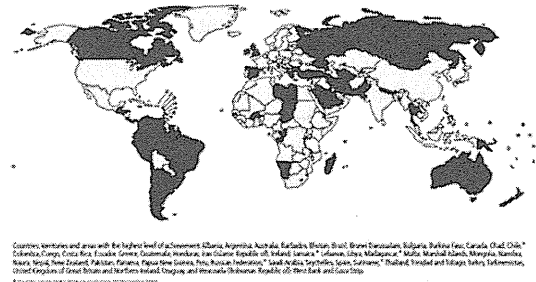 Countries, territories and areas with the highest level of achievement: Albania, Argentina, Australia, Barbados, Bhutan, Brazil, Brunei Darussalam, Bulgaria, Burkina Faso, Canada, Chad, Chile,*
Colombia, Congo, Costa Rica, Ecuador, Greece, Guatemala, Honduras, Iran (Islamic Republic of), Ireland, Jamaica,* Lebanon, Libya, Madagascar,* Malta, Marshall Islands, Mongolia, Namibia,
Nauru, Nepal, New Zealand, Pakistan, Panama, Papua New Guinea, Peru, Russian Federation,* Saudi Arabia, Seychelles, Spain, Suriname,* Thailand, Trinidad and Tobago, Turkey, Turkmenistan,
United Kingdom of Great Britain and Northern Ireland, Uruguay, and Venezuela (Bolivarian Republic of); West Bank and Gaza Strip.